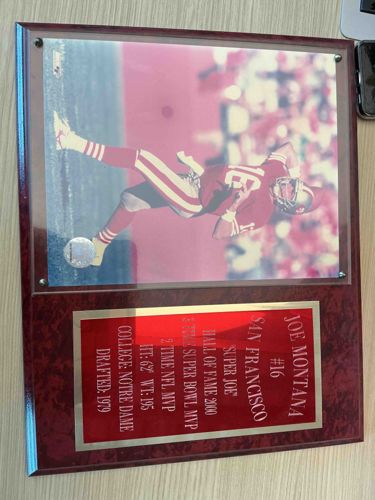 JOE MONTANA
#16
SAN FRANCISCO
"SUPER JOE"
HALL OF FAME 2000
3 TIME SUPER BOWL MVP
2 TIME NFL MVP
HT: 6'2" WT: 195
COLLEGE: NOTRE DAME
DRAFTED 1979
16